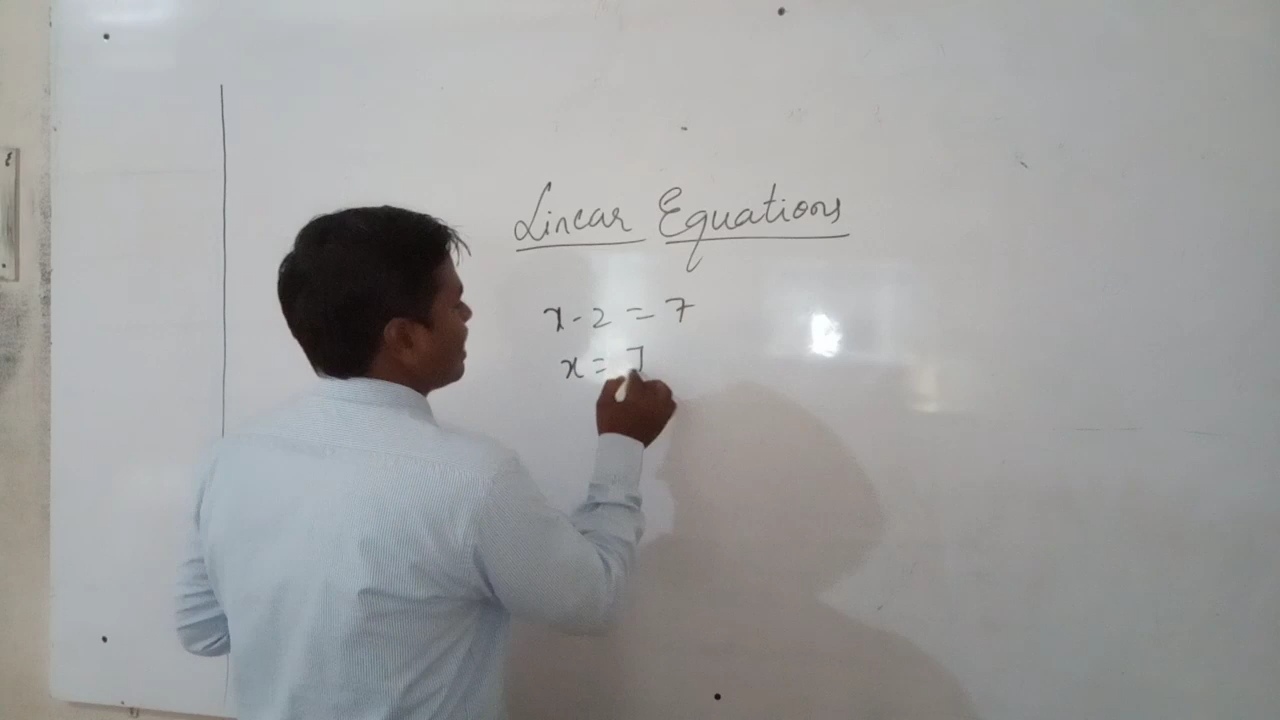 Linear Equations
x - 2 = 7
x = 7